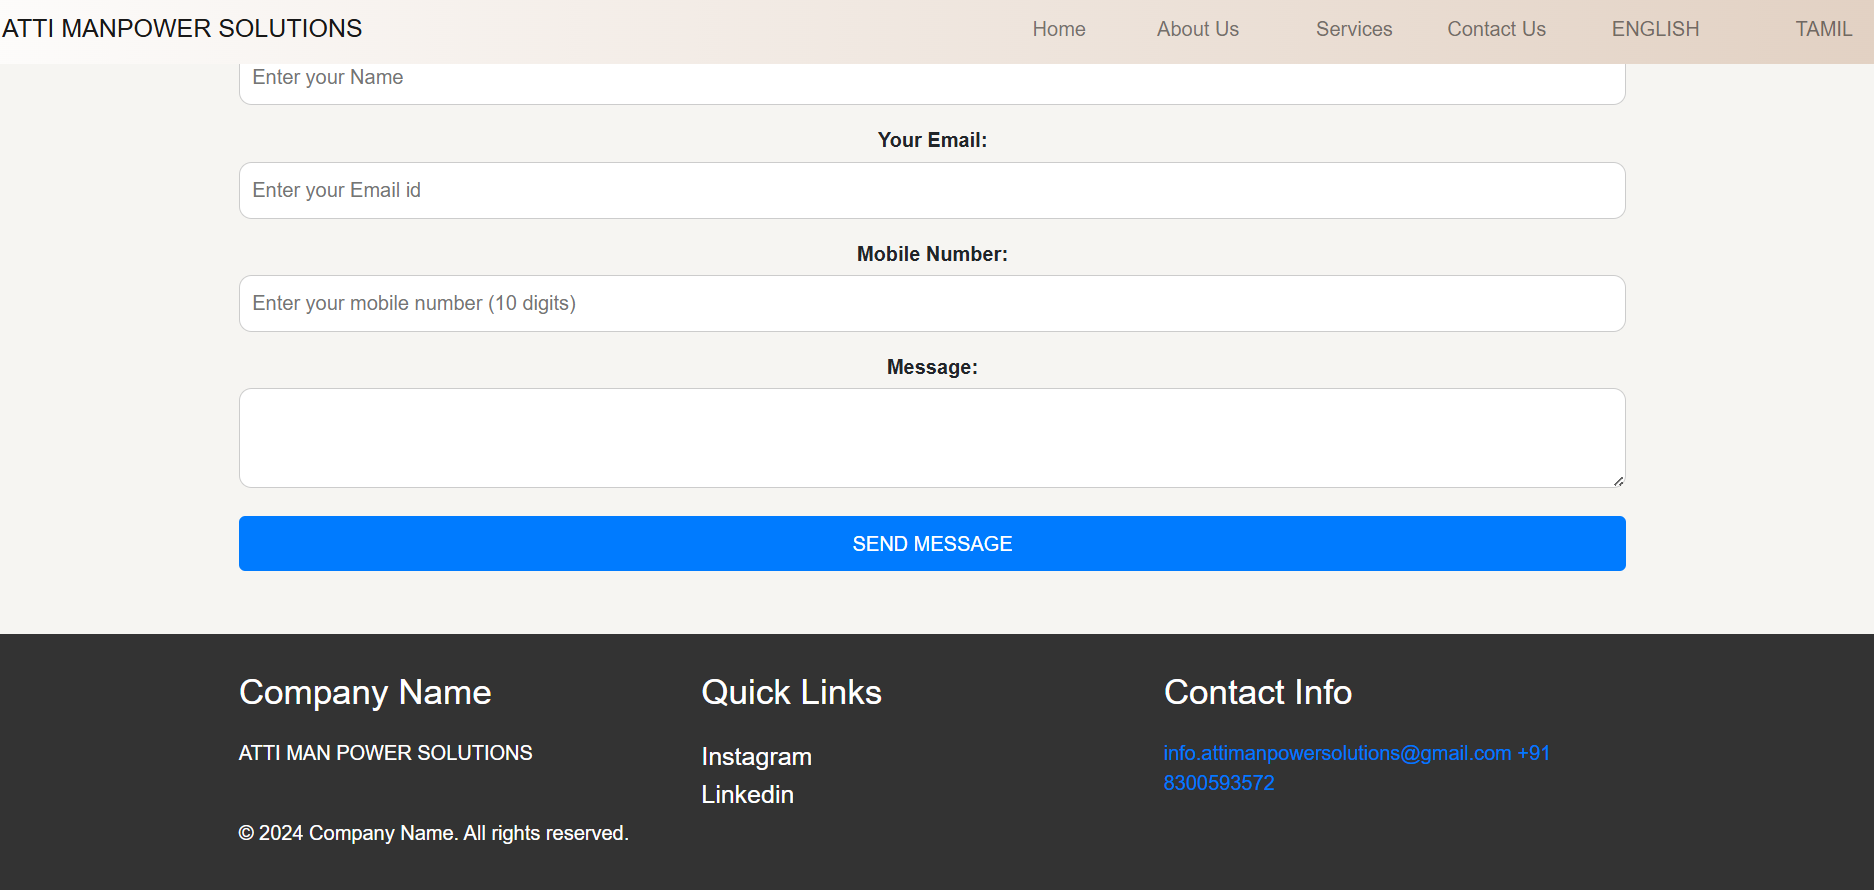 ATTI MANPOWER SOLUTIONS Home About Us Services Contact Us ENGLISH TAMIL
Enter your Name
Your Email:
Enter your Email id
Mobile Number:
Enter your mobile number (10 digits)
Message:
SEND MESSAGE
Company Name
ATTI MAN POWER SOLUTIONS
© 2024 Company Name. All rights reserved.
Quick Links
Instagram
Linkedin
Contact Info
info.attimanpowersolutions@gmail.com +91
8300593572